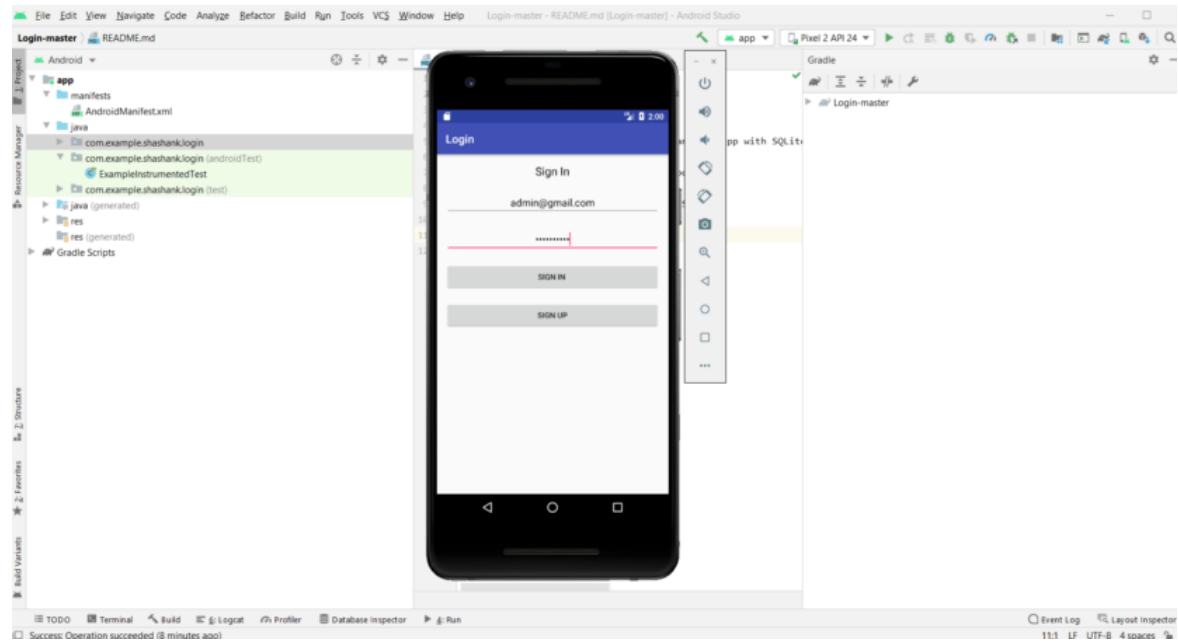 File Edit View Navigate Code Analyze Refactor Build Run Tools VCS Window Help Login-master - README.md [Login-master] - Android Studio
Login-master README.md app Pixel 2 API 24
Android
Gradle
1: Project
Resource Manager
2: Structure
2: Favorites
Build Variants
app
manifests
AndroidManifest.xml
java
com.example.shashank.login
com.example.shashank.login (androidTest)
ExampleInstrumentedTest
com.example.shashank.login (test)
java (generated)
res
res (generated)
Gradle Scripts
pp with SQLit
2:00
Login
Sign In
admin@gmail.com
SIGN IN
SIGN UP
Login-master
TODO Terminal Build 6: Logcat Profiler Database Inspector 4: Run Event Log Layout Inspector
Success: Operation succeeded (8 minutes ago) 11:1 LF UTF-8 4 spaces